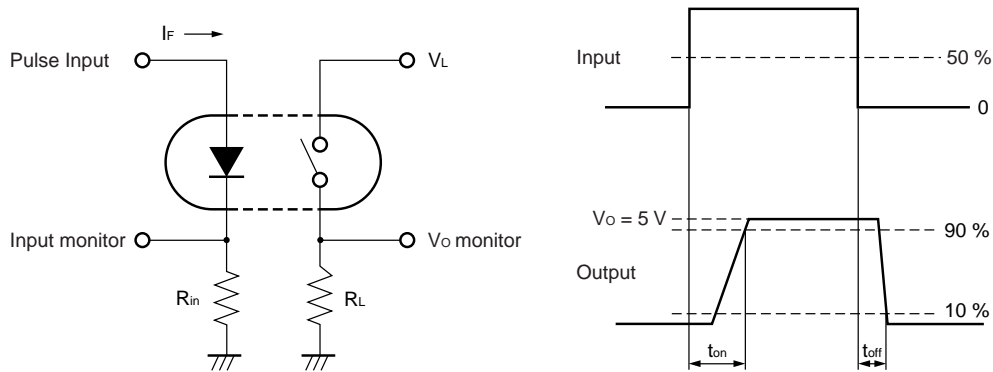 IF
Pulse Input
VL
Input monitor
VO monitor
Rin
RL
Input
50 %
0
VO = 5 V
90 %
Output
10 %
ton
toff